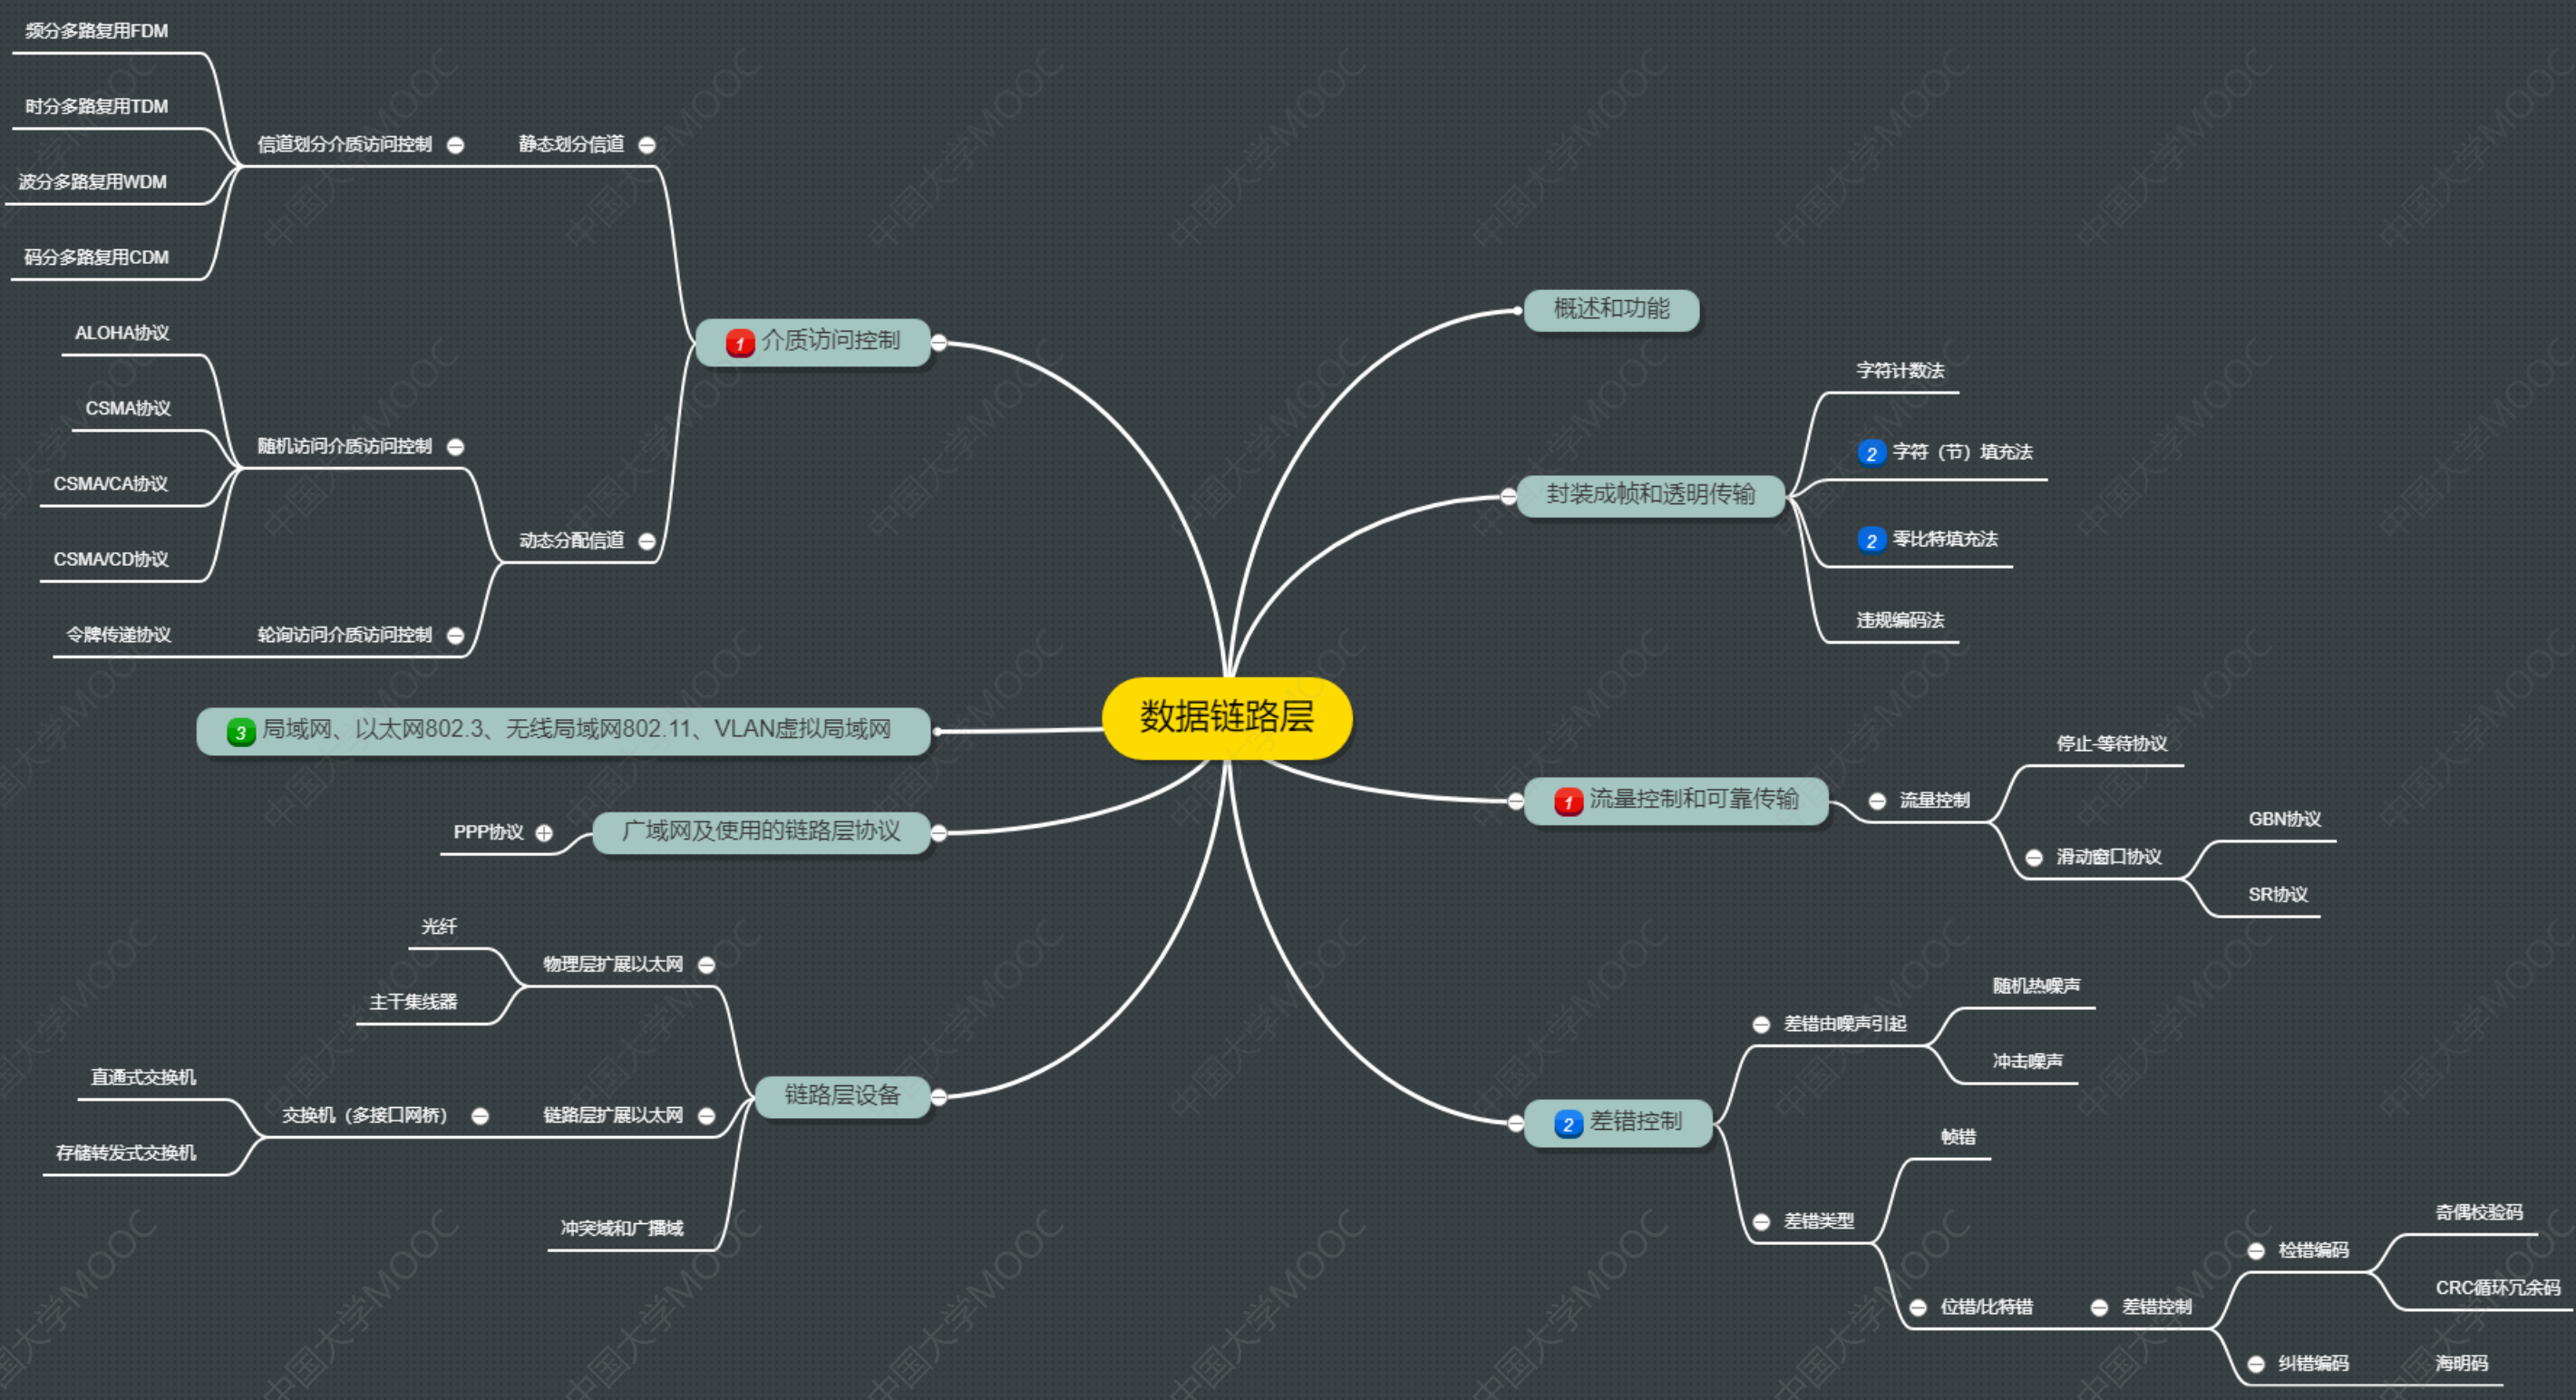 数据链路层
概述和功能
封装成帧和透明传输
字符计数法
2 字符（节）填充法
2 零比特填充法
违规编码法
1 流量控制和可靠传输
流量控制
停止-等待协议
滑动窗口协议
GBN协议
SR协议
2 差错控制
差错由噪声引起
随机热噪声
冲击噪声
差错类型
帧错
位错/比特错
差错控制
检错编码
奇偶校验码
CRC循环冗余码
纠错编码
海明码
1 介质访问控制
静态划分信道
信道划分介质访问控制
频分多路复用FDM
时分多路复用TDM
波分多路复用WDM
码分多路复用CDM
动态分配信道
随机访问介质访问控制
ALOHA协议
CSMA协议
CSMA/CA协议
CSMA/CD协议
轮询访问介质访问控制
令牌传递协议
3 局域网、以太网802.3、无线局域网802.11、VLAN虚拟局域网
广域网及使用的链路层协议
PPP协议
链路层设备
物理层扩展以太网
光纤
主干集线器
链路层扩展以太网
交换机（多接口网桥）
直通式交换机
存储转发式交换机
冲突域和广播域
中国大学MOOC